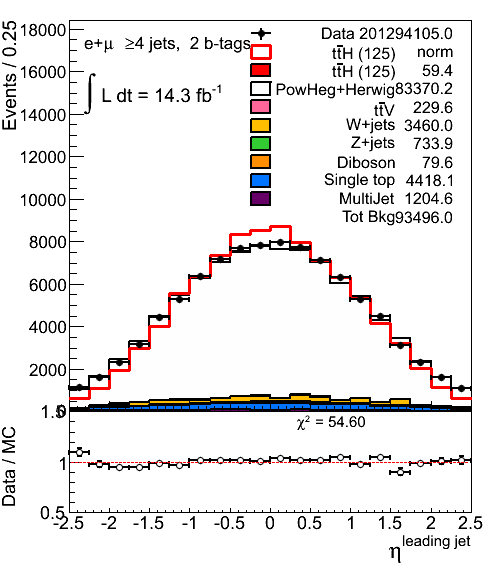 Events / 0.25
18000
16000
14000
12000
10000
8000
6000
4000
2000
e+μ ≥4 jets, 2 b-tags
∫ L dt = 14.3 fb⁻¹
Data 201294105.0
tt̄H (125) norm
tt̄H (125) 59.4
PowHeg+Herwig83370.2
tt̄V 229.6
W+jets 3460.0
Z+jets 733.9
Diboson 79.6
Single top 4418.1
MultiJet 1204.6
Tot Bkg93496.0
χ² = 54.60
Data / MC
1.5
1
0.5
-2.5 -2 -1.5 -1 -0.5 0 0.5 1 1.5 2 2.5
η^leading jet